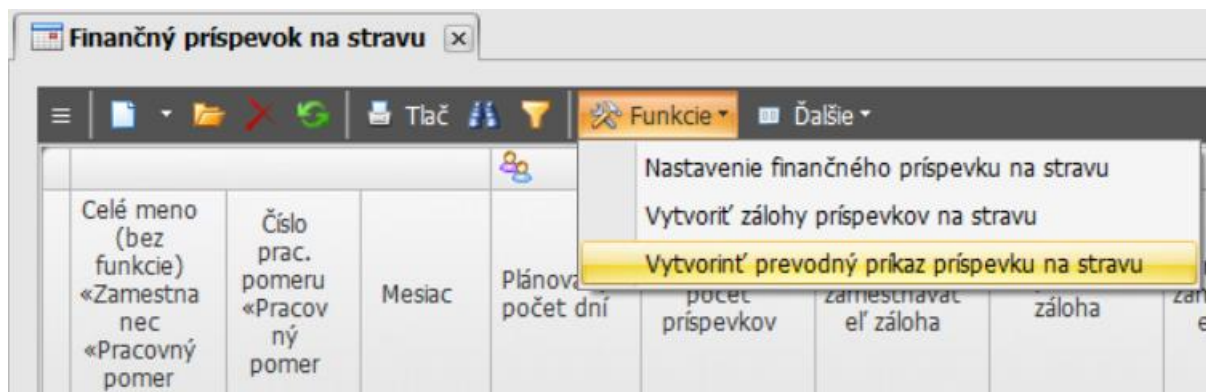 Finančný príspevok na stravu
Tlač Funkcie Ďalšie
Nastavenie finančného príspevku na stravu
Vytvoriť zálohy príspevkov na stravu
Vytvorinť prevodný príkaz príspevku na stravu
Celé meno
(bez
funkcie)
«Zamestna
nec
«Pracovný
pomer
Číslo
prac.
pomeru
«Pracov
ný
pomer
Mesiac
počet dní
počet
príspevkov
zamestnávat
eľ záloha
záloha